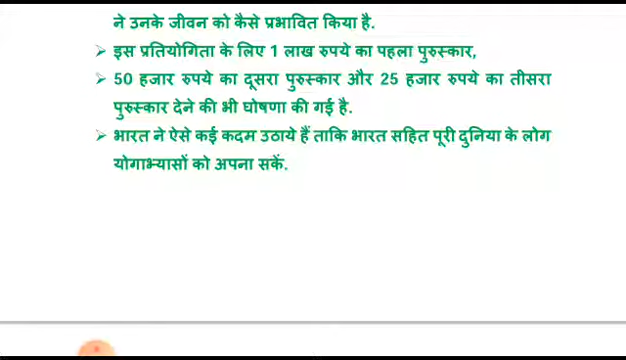 ने उनके जीवन को कैसे प्रभावित किया है.
➢ इस प्रतियोगिता के लिए 1 लाख रुपये का पहला पुरुस्कार,
➢ 50 हजार रुपये का दूसरा पुरुस्कार और 25 हजार रुपये का तीसरा
पुरुस्कार देने की भी घोषणा की गई है.
➢ भारत ने ऐसे कई कदम उठाये हैं ताकि भारत सहित पूरी दुनिया के लोग
योगाभ्यासों को अपना सकें.